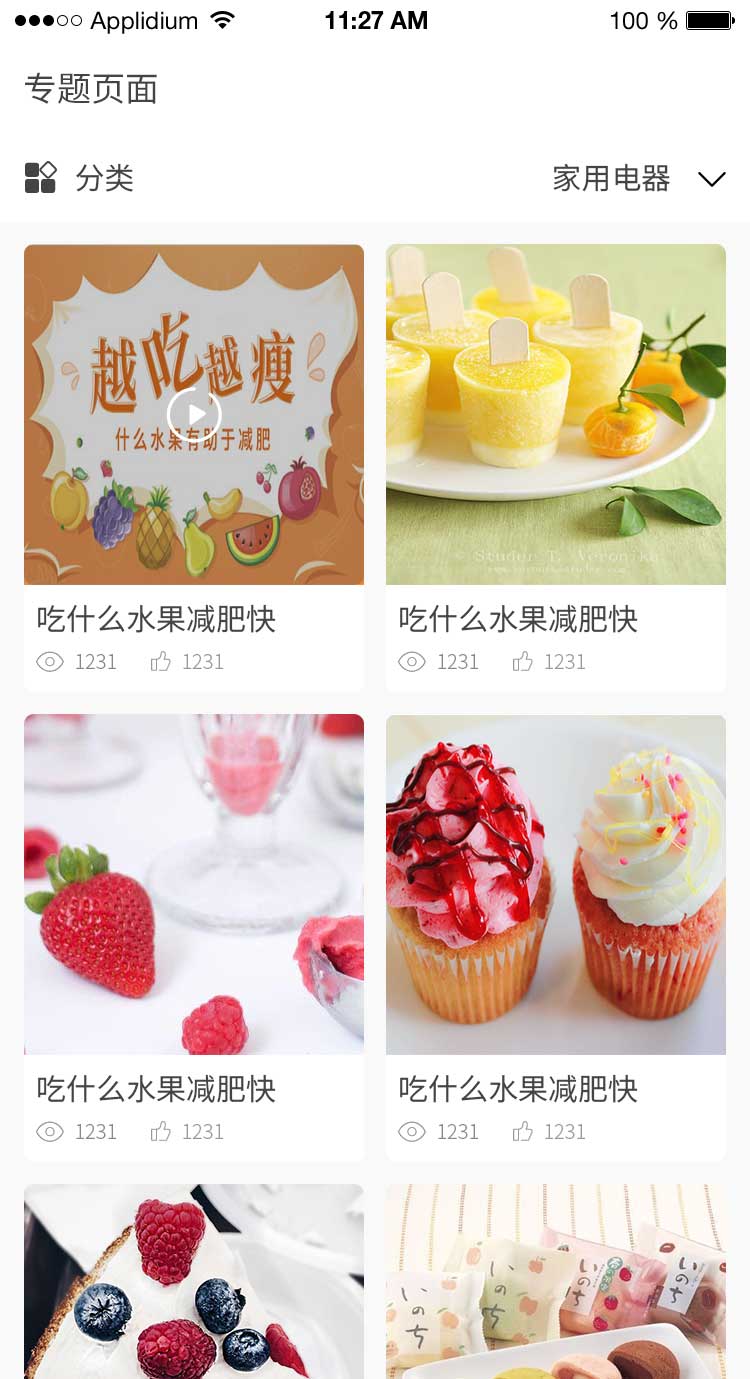 Applidium 11:27 AM 100 %
专题页面
分类 家用电器
越吃越瘦
什么水果有助于减肥
© Studer T. Veronika
吃什么水果减肥快 吃什么水果减肥快
1231 1231 1231 1231
吃什么水果减肥快 吃什么水果减肥快
1231 1231 1231 1231
いのち いのち いのち いのち